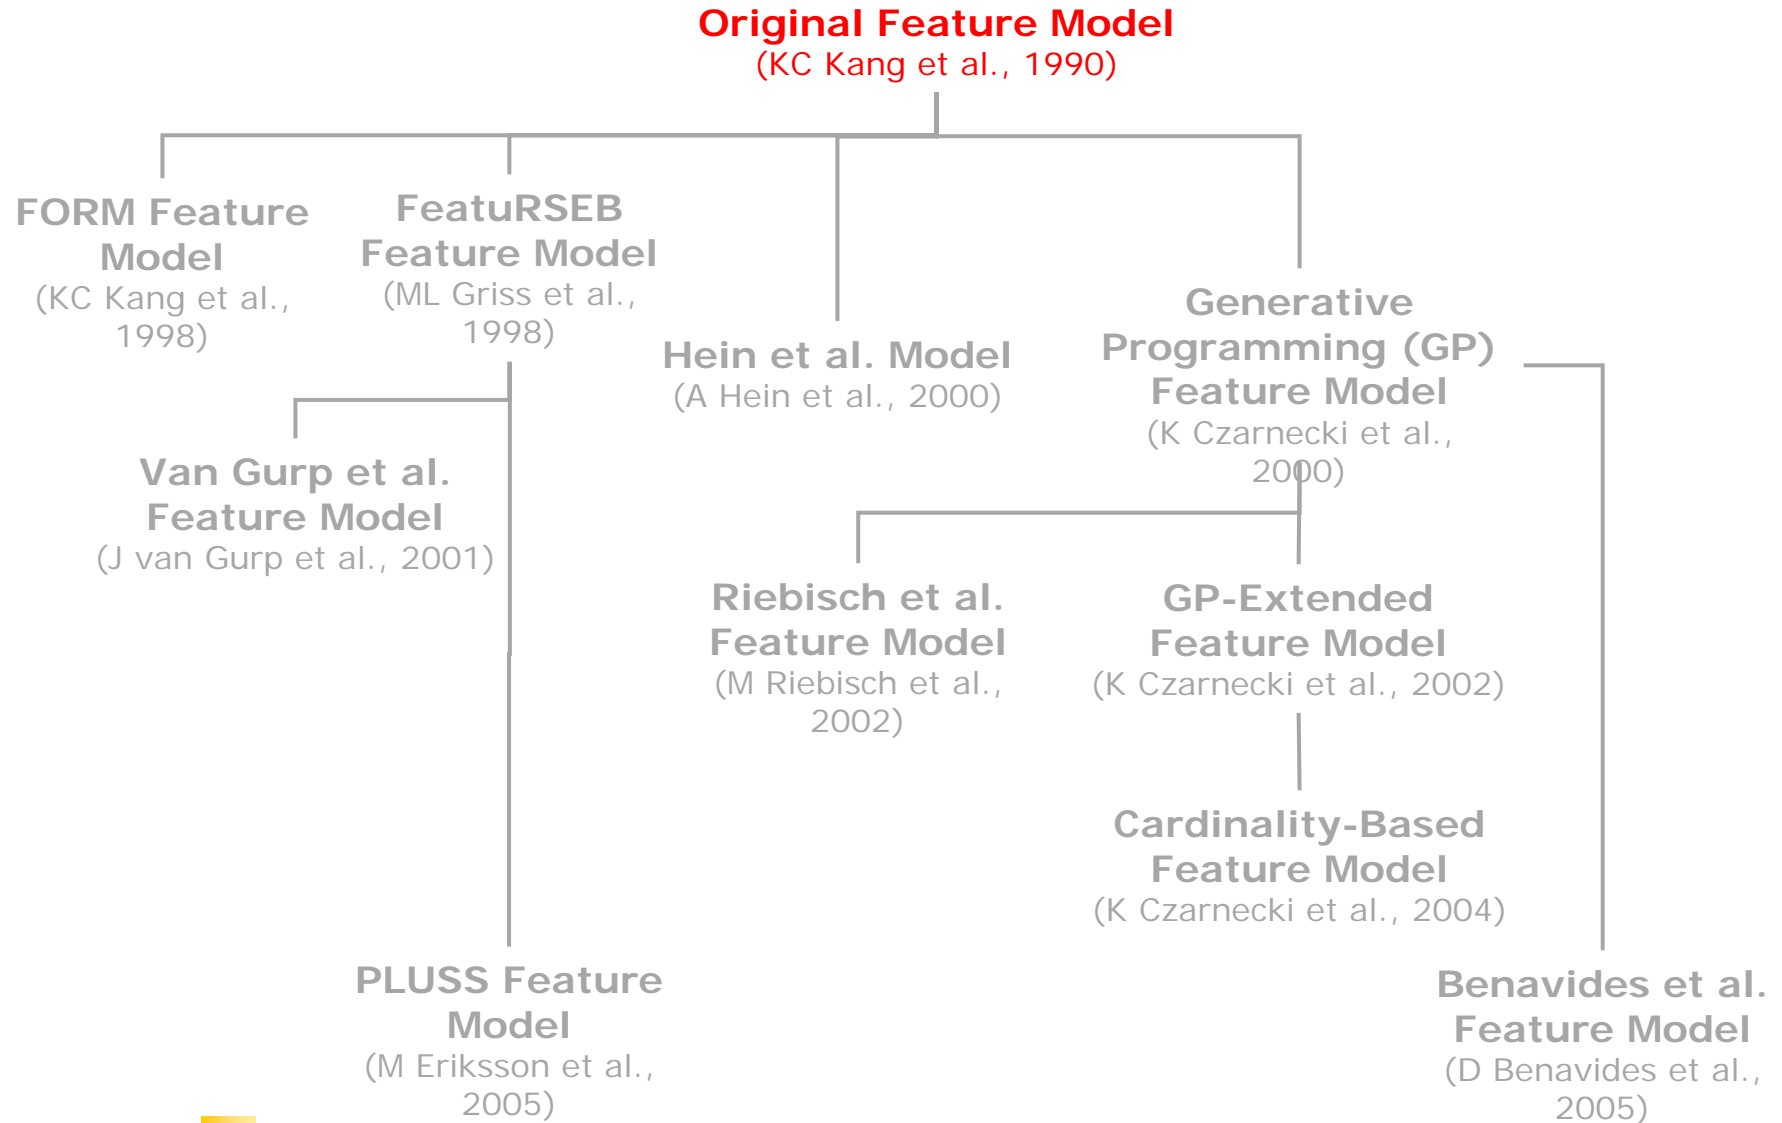 Original Feature Model
(KC Kang et al., 1990)
FORM Feature
Model
(KC Kang et al.,
1998)
FeatuRSEB
Feature Model
(ML Griss et al.,
1998)
Hein et al. Model
(A Hein et al., 2000)
Generative
Programming (GP)
Feature Model
(K Czarnecki et al.,
2000)
Van Gurp et al.
Feature Model
(J van Gurp et al., 2001)
Riebisch et al.
Feature Model
(M Riebisch et al.,
2002)
GP-Extended
Feature Model
(K Czarnecki et al., 2002)
Cardinality-Based
Feature Model
(K Czarnecki et al., 2004)
PLUSS Feature
Model
(M Eriksson et al.,
2005)
Benavides et al.
Feature Model
(D Benavides et al.,
2005)